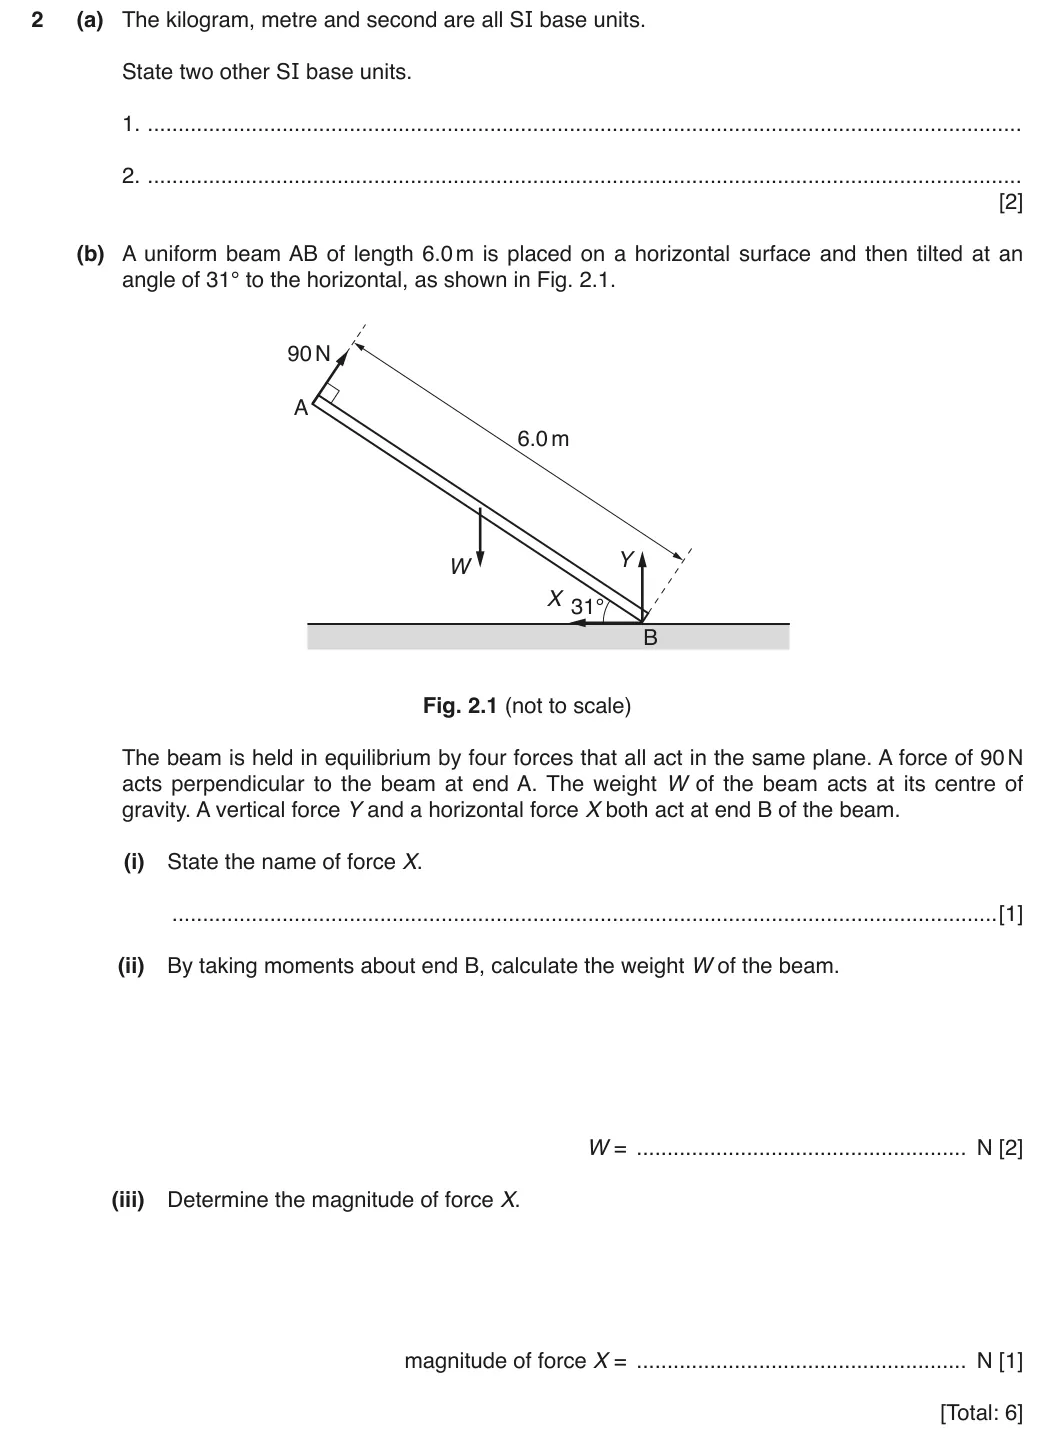 2 (a) The kilogram, metre and second are all SI base units.
State two other SI base units.
1. ................................................................................................................................................
2. ................................................................................................................................................
[2]
(b) A uniform beam AB of length 6.0 m is placed on a horizontal surface and then tilted at an
angle of 31° to the horizontal, as shown in Fig. 2.1.
90 N
A
6.0 m
W
Y
X 31°
B
Fig. 2.1 (not to scale)
The beam is held in equilibrium by four forces that all act in the same plane. A force of 90 N
acts perpendicular to the beam at end A. The weight W of the beam acts at its centre of
gravity. A vertical force Y and a horizontal force X both act at end B of the beam.
(i) State the name of force X.
.......................................................................................................................................[1]
(ii) By taking moments about end B, calculate the weight W of the beam.
W = ...................................................... N [2]
(iii) Determine the magnitude of force X.
magnitude of force X = ...................................................... N [1]
[Total: 6]